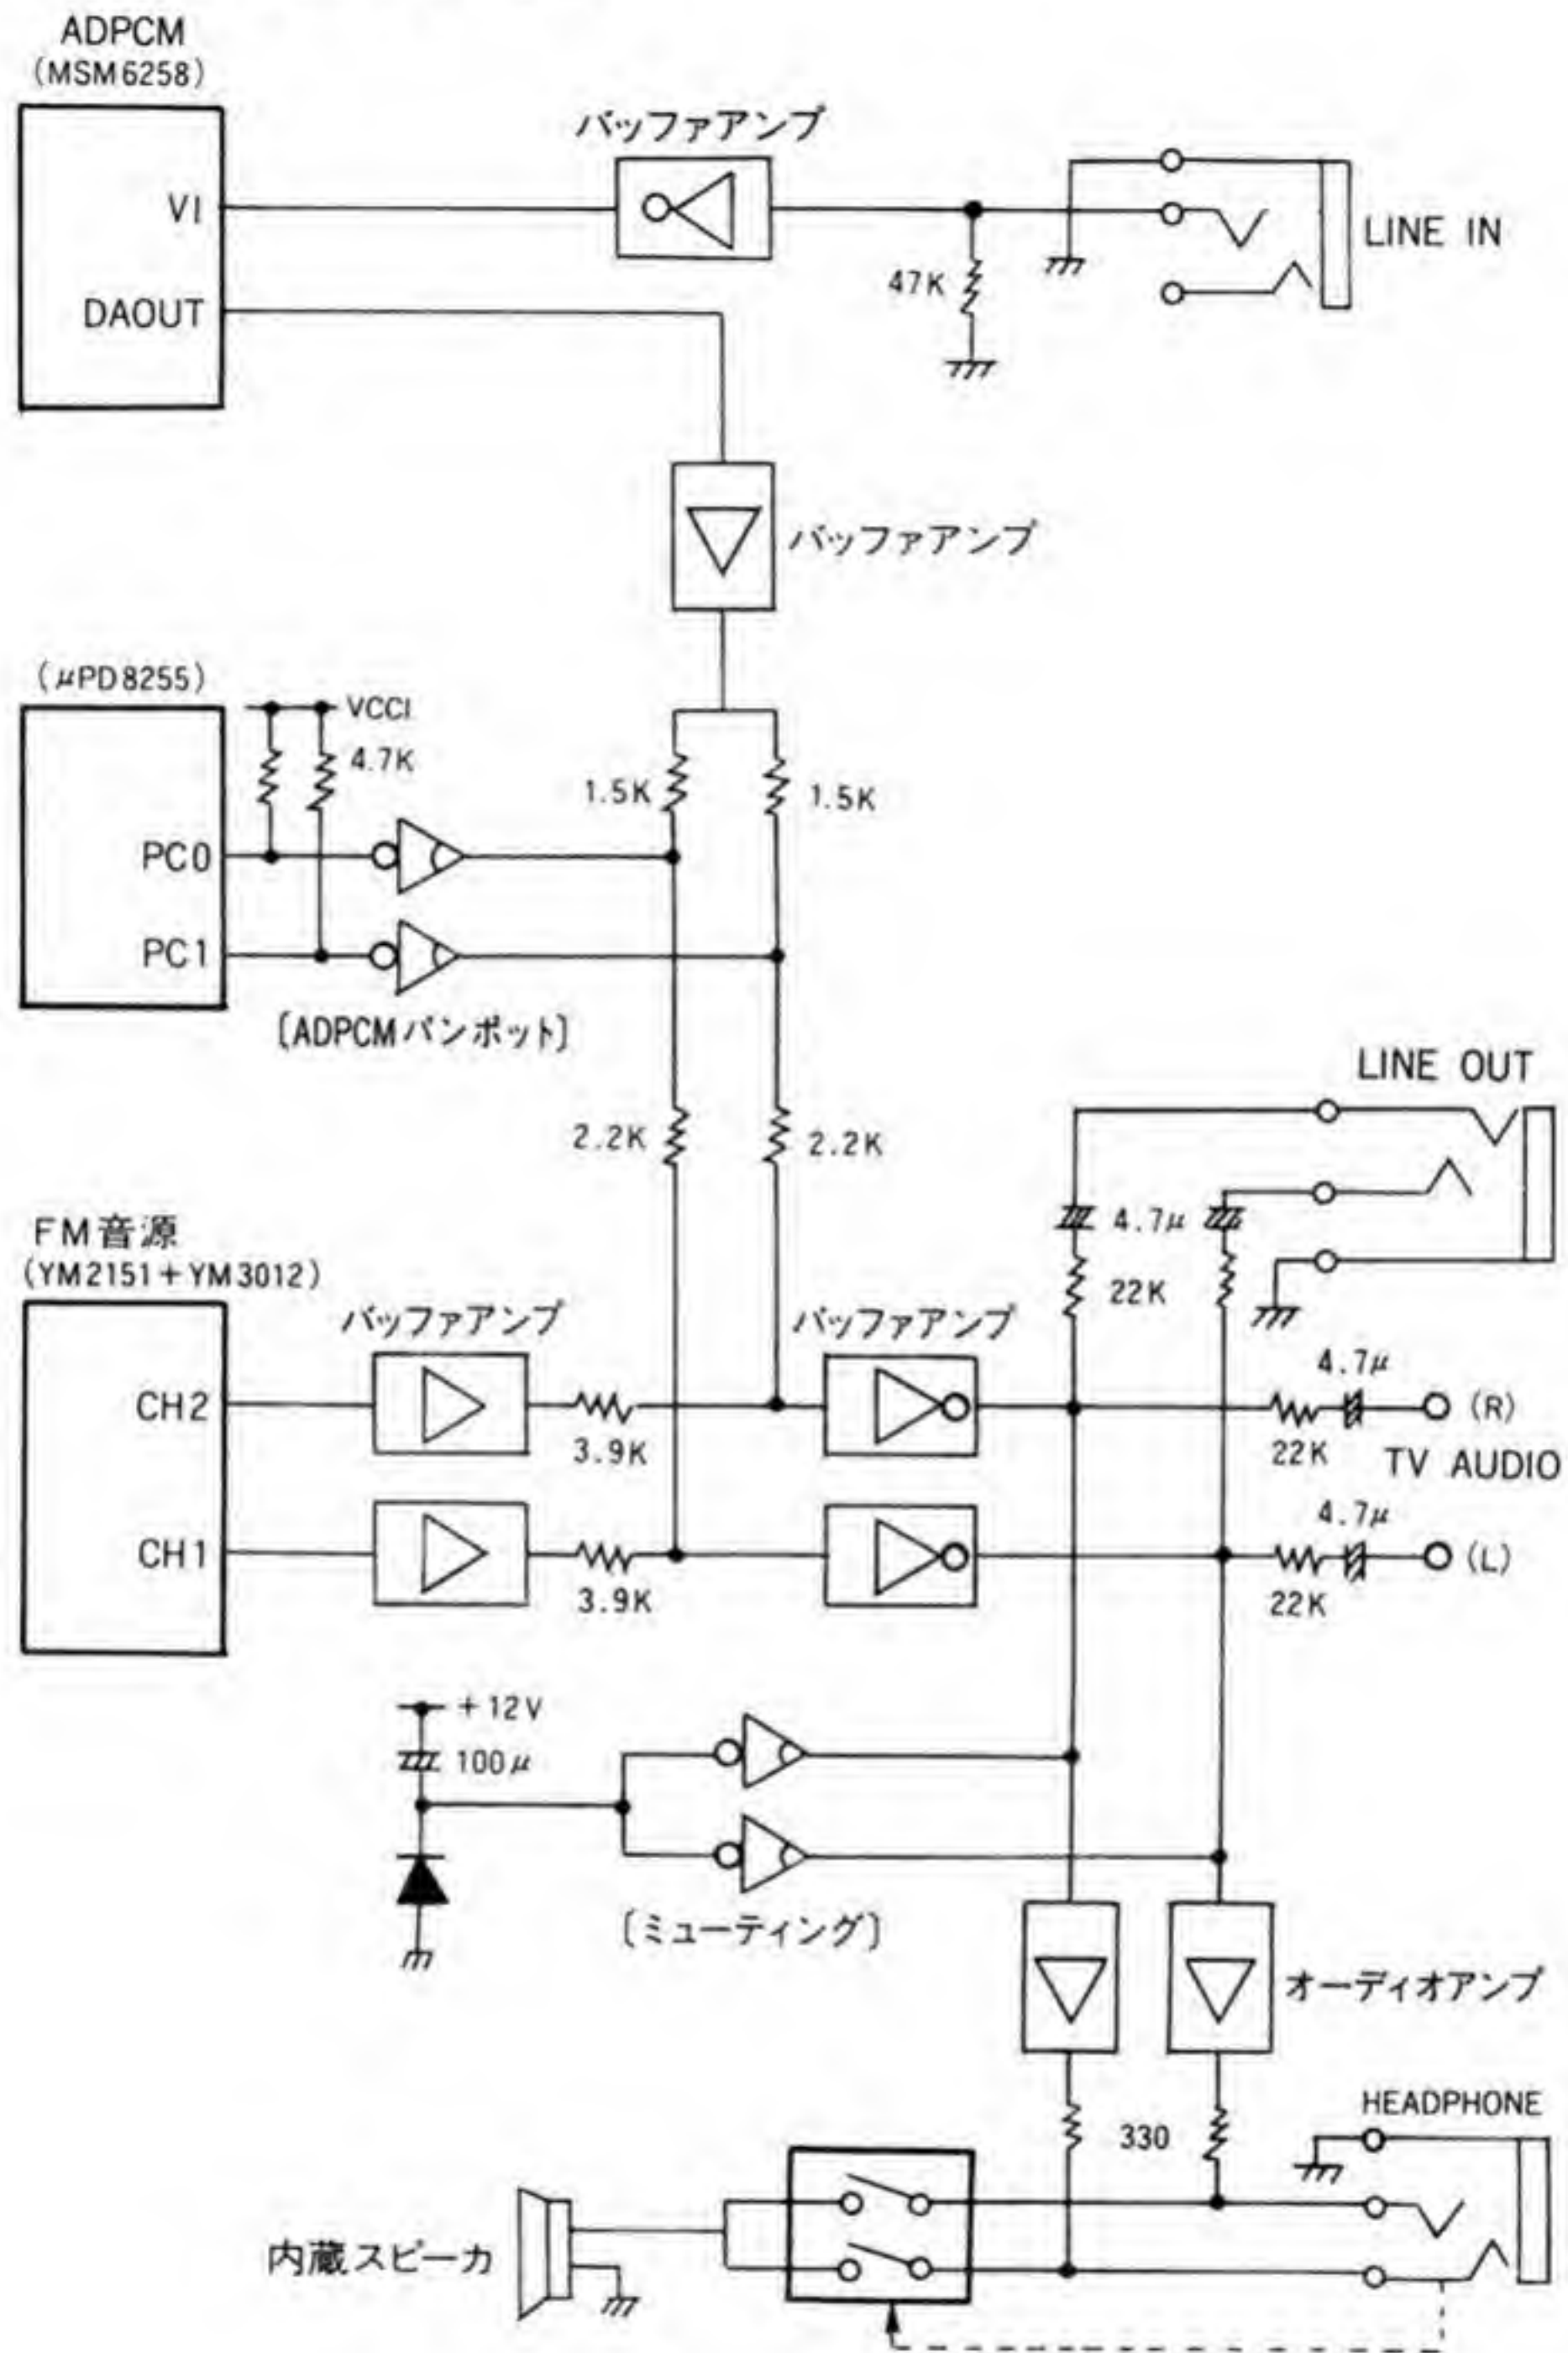 ADPCM
(MSM6258)
バッファアンプ
VI
LINE IN
47K
DAOUT
バッファアンプ
(μPD8255)
VCCI
4.7K
1.5K
1.5K
PC0
PC1
〔ADPCMパンポット〕
LINE OUT
2.2K
2.2K
4.7μ
FM音源
(YM2151+YM3012)
22K
バッファアンプ
バッファアンプ
4.7μ
CH2
(R)
3.9K
22K
TV AUDIO
4.7μ
CH1
(L)
3.9K
22K
+12V
100μ
〔ミューティング〕
オーディオアンプ
HEADPHONE
330
内蔵スピーカ